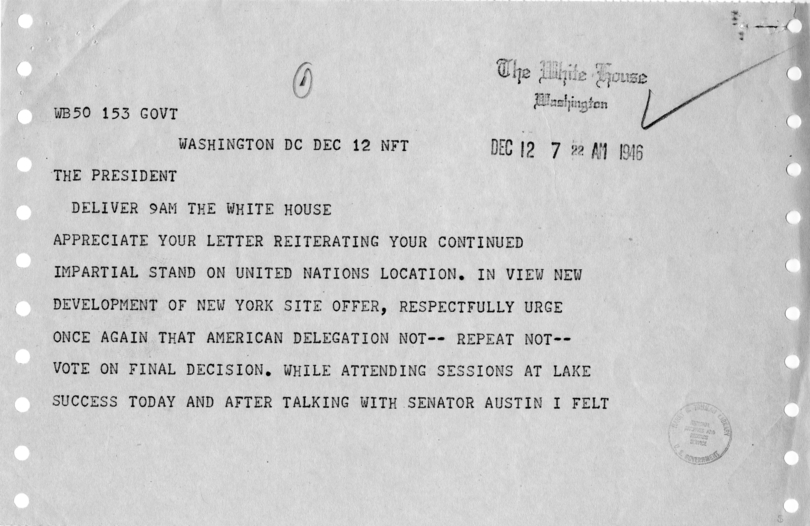 The White House
Washington
WB50 153 GOVT
WASHINGTON DC DEC 12 NFT
DEC 12 7 22 AM 1946
THE PRESIDENT
DELIVER 9AM THE WHITE HOUSE
APPRECIATE YOUR LETTER REITERATING YOUR CONTINUED
IMPARTIAL STAND ON UNITED NATIONS LOCATION. IN VIEW NEW
DEVELOPMENT OF NEW YORK SITE OFFER, RESPECTFULLY URGE
ONCE AGAIN THAT AMERICAN DELEGATION NOT-- REPEAT NOT--
VOTE ON FINAL DECISION. WHILE ATTENDING SESSIONS AT LAKE
SUCCESS TODAY AND AFTER TALKING WITH SENATOR AUSTIN I FELT